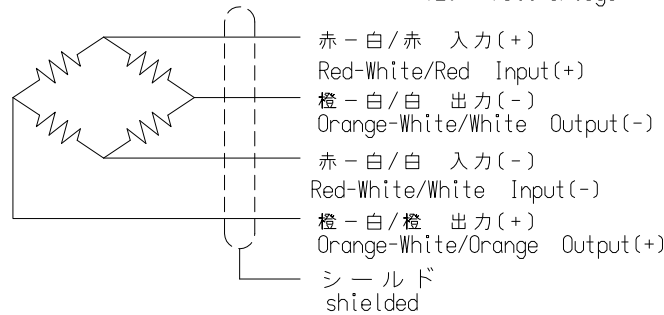 赤－白/赤　入力(+)
Red-White/Red Input(+)
橙－白/白　出力(-)
Orange-White/White Output(-)
赤－白/白　入力(-)
Red-White/White Input(-)
橙－白/橙　出力(+)
Orange-White/Orange Output(+)
シールド
shielded